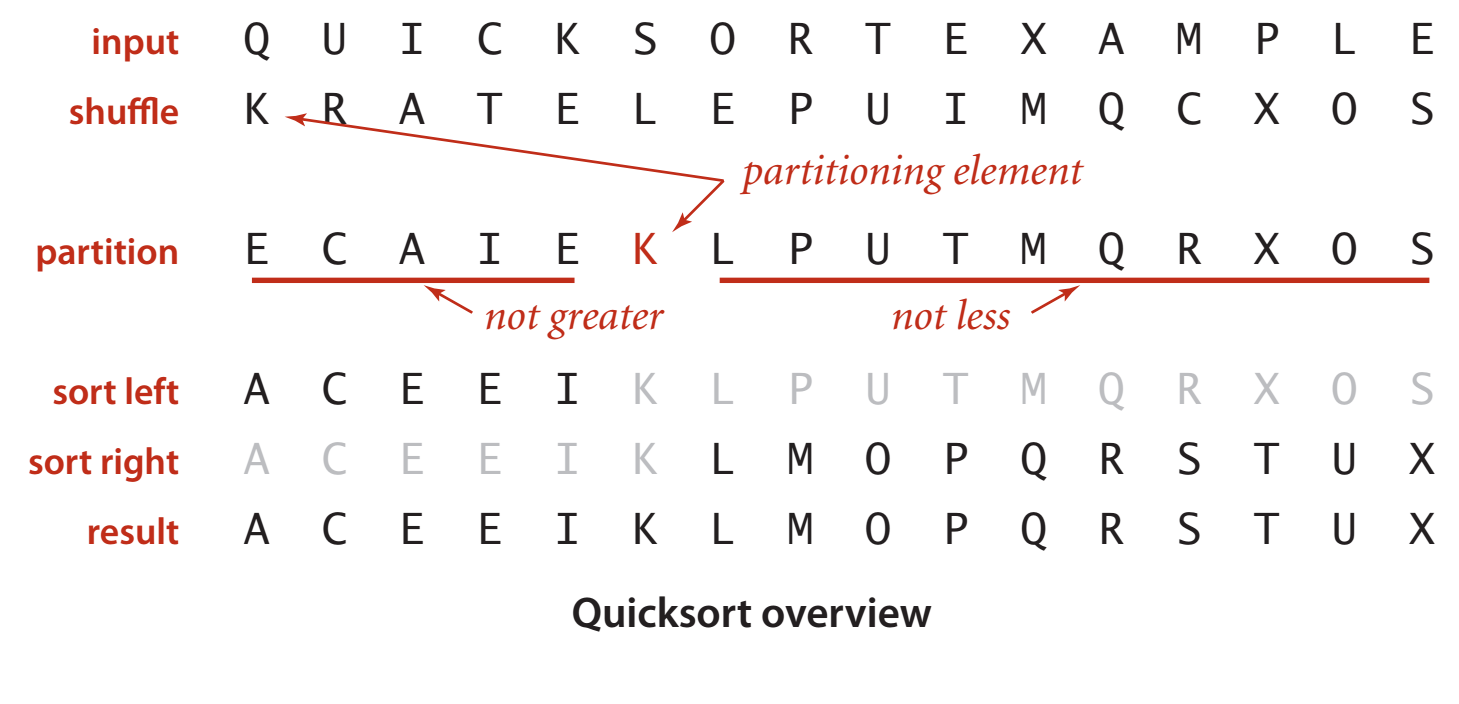 input Q U I C K S O R T E X A M P L E
shuffle K R A T E L E P U I M Q C X O S
partitioning element
partition E C A I E K L P U T M Q R X O S
not greater not less
sort left A C E E I K L P U T M Q R X O S
sort right A C E E I K L M O P Q R S T U X
result A C E E I K L M O P Q R S T U X
Quicksort overview